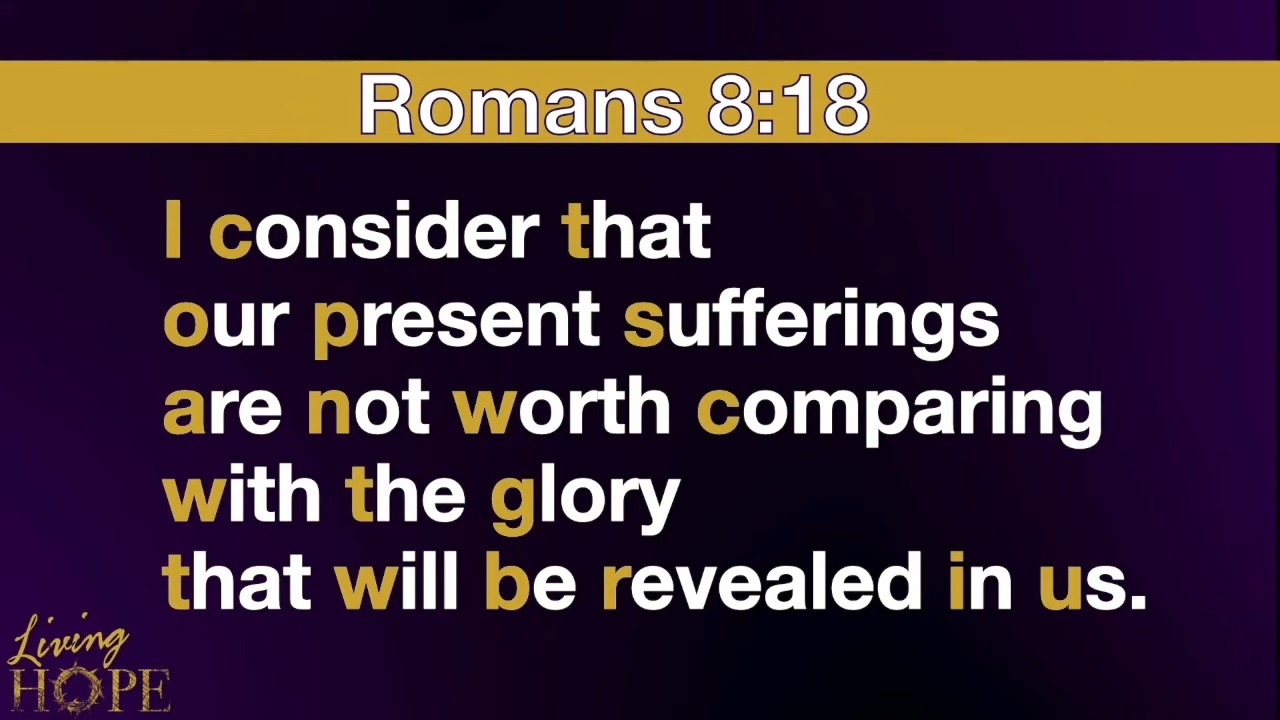 Romans 8:18
I consider that
our present sufferings
are not worth comparing
with the glory
that will be revealed in us.
Living
HOPE